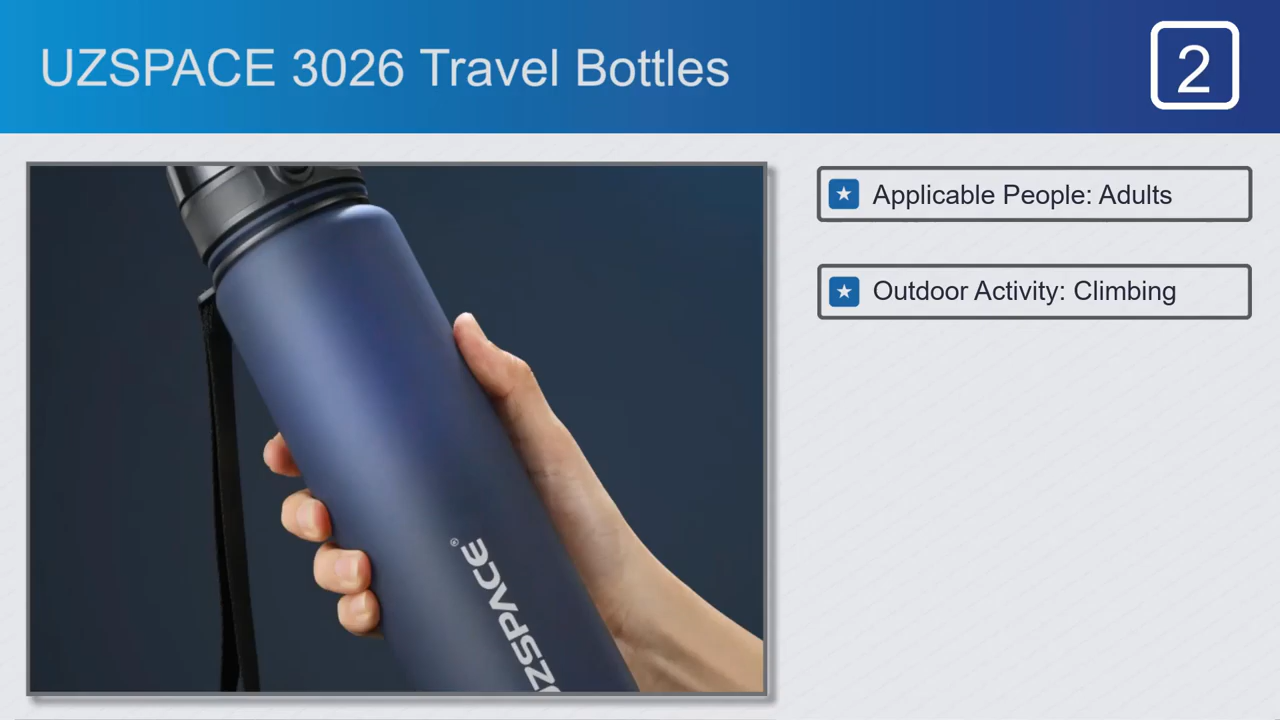 UZSPACE 3026 Travel Bottles
2
Applicable People: Adults
Outdoor Activity: Climbing
UZSPACE®